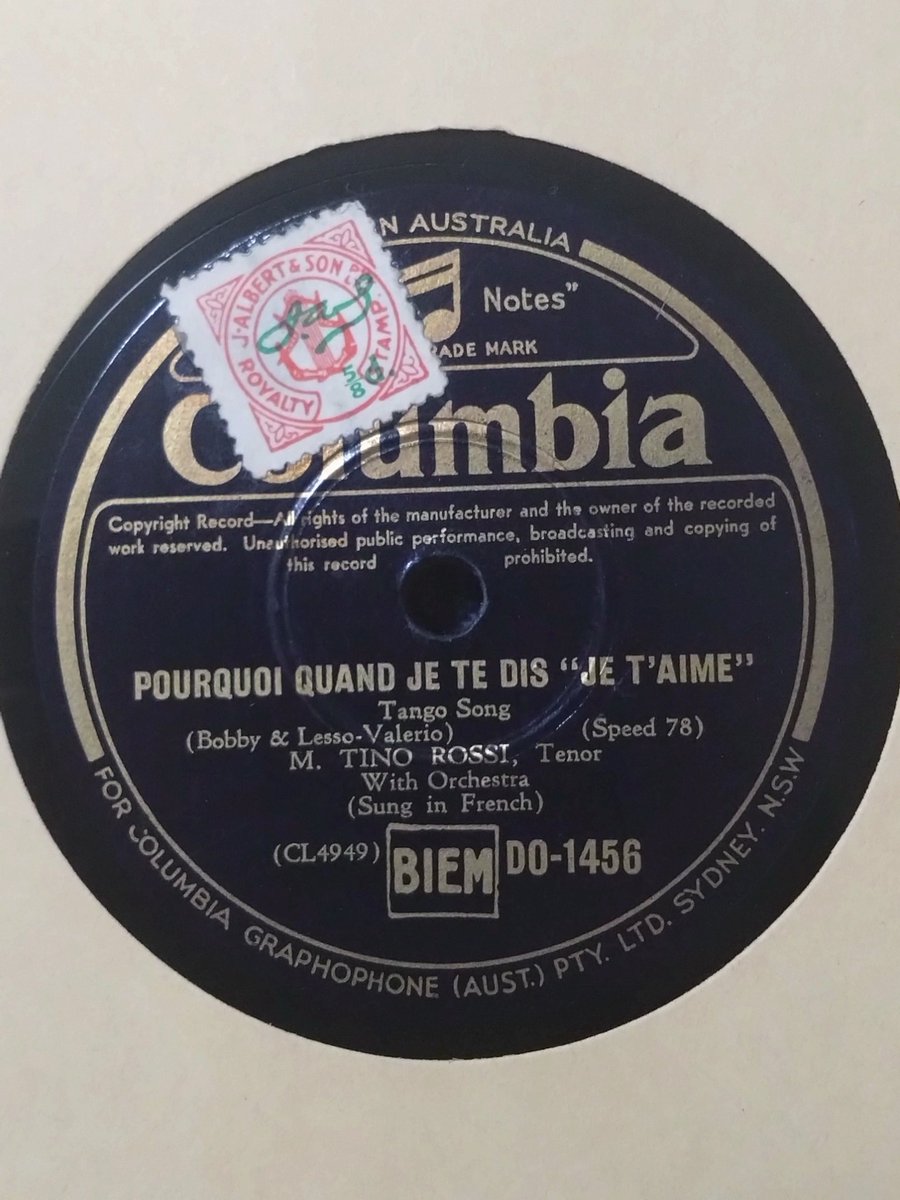 N AUSTRALIA
Notes”
RADE MARK
Columbia
J. ALBERT & SON
STAMP
ROYALTY
5/8
Copyright Record—All rights of the manufacturer and the owner of the recorded
work reserved. Unauthorised public performance, broadcasting and copying of
this record prohibited.
POURQUOI QUAND JE TE DIS “JE T’AIME”
Tango Song
(Bobby & Lesso-Valerio) (Speed 78)
M. TINO ROSSI, Tenor
With Orchestra
(Sung in French)
(CL4949) BIEM DO-1456
FOR COLUMBIA GRAPHOPHONE (AUST.) PTY. LTD. SYDNEY. N.S.W